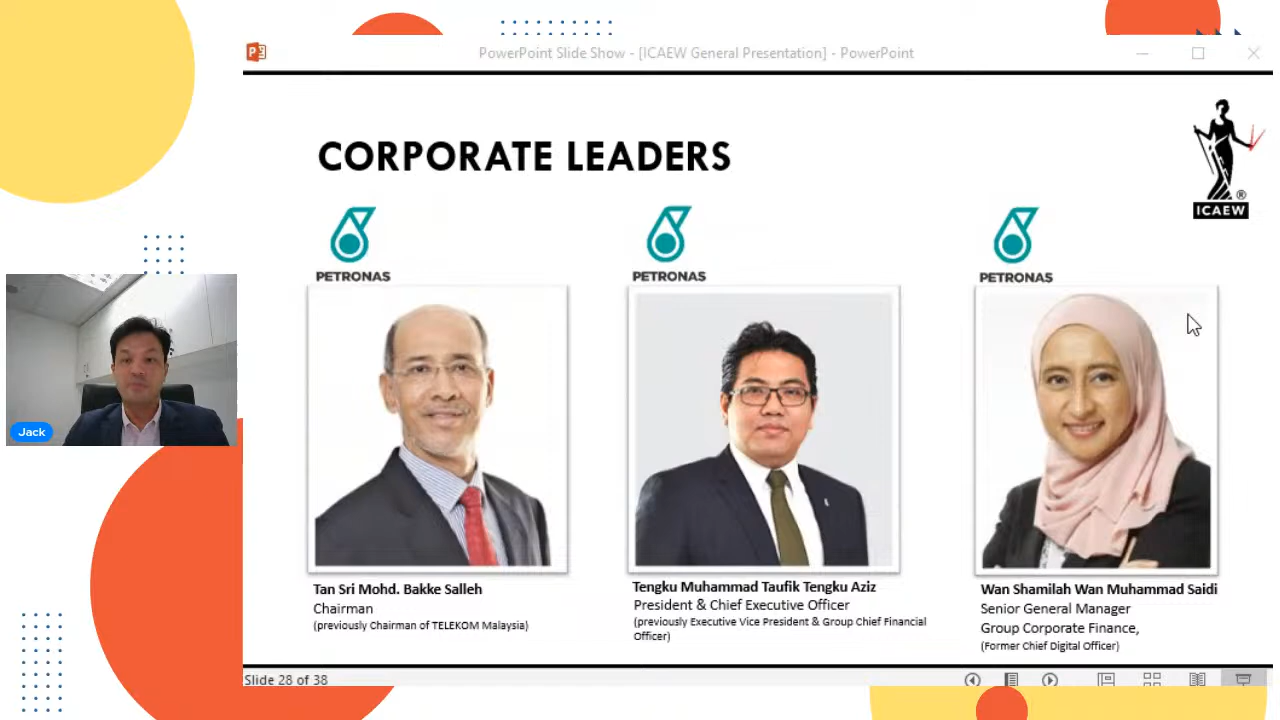 PowerPoint Slide Show - [ICAEW General Presentation] - PowerPoint
CORPORATE LEADERS
ICAEW
PETRONAS
PETRONAS
PETRONAS
Jack
Tan Sri Mohd. Bakke Salleh
Chairman
(previously Chairman of TELEKOM Malaysia)
Tengku Muhammad Taufik Tengku Aziz
President & Chief Executive Officer
(previously Executive Vice President & Group Chief Financial
Officer)
Wan Shamilah Wan Muhammad Saidi
Senior General Manager
Group Corporate Finance,
(Former Chief Digital Officer)
Slide 28 of 38